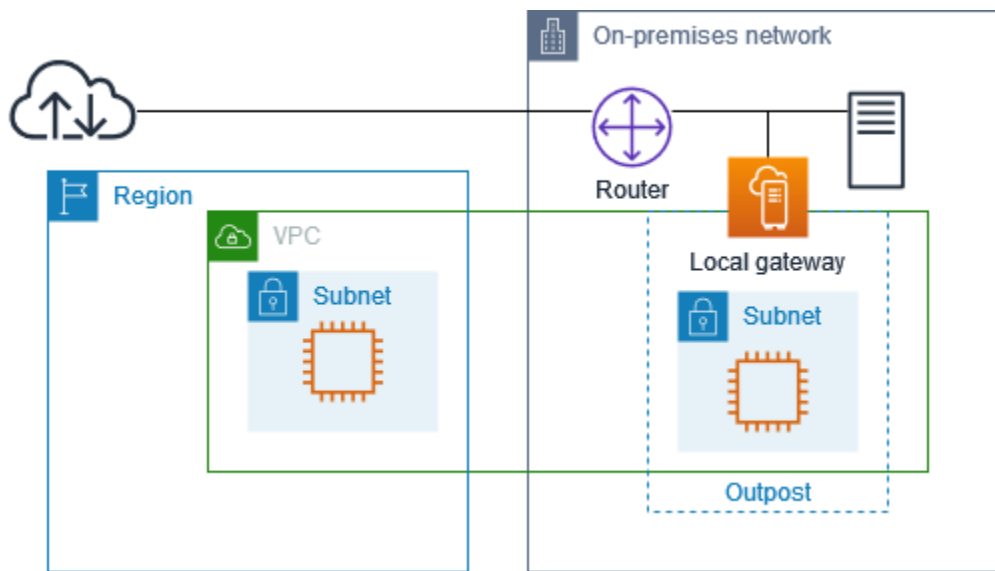 On-premises network
Router
Region
VPC
Local gateway
Subnet
Subnet
Outpost